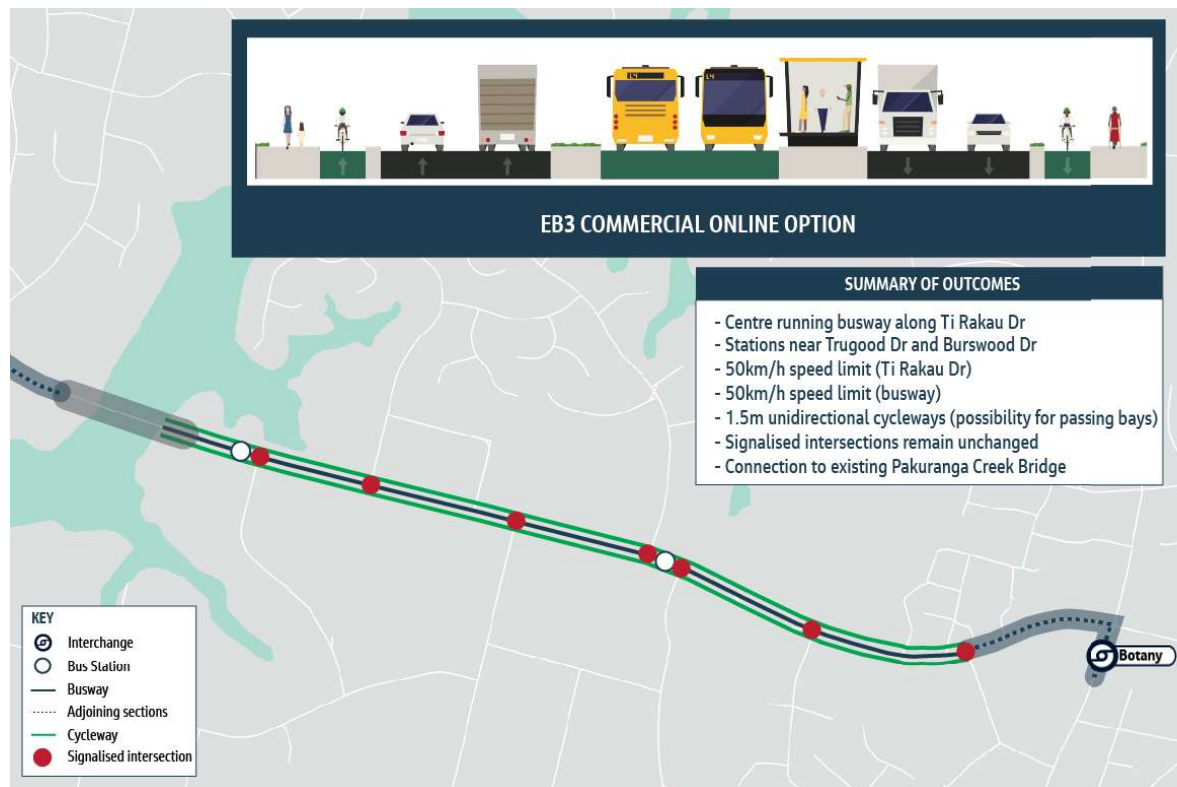 L4
L4
EB3 COMMERCIAL ONLINE OPTION
SUMMARY OF OUTCOMES
- Centre running busway along Ti Rakau Dr
- Stations near Trugood Dr and Burswood Dr
- 50km/h speed limit (Ti Rakau Dr)
- 50km/h speed limit (busway)
- 1.5m unidirectional cycleways (possibility for passing bays)
- Signalised intersections remain unchanged
- Connection to existing Pakuranga Creek Bridge
Botany
KEY
Interchange
Bus Station
Busway
Adjoining sections
Cycleway
Signalised intersection